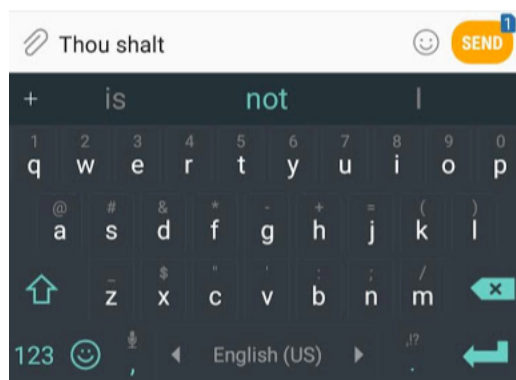 Thou shalt SEND 1
+ is not I
1 2 3 4 5 6 7 8 9 0
q w e r t y u i o p
@ # & * - + = ( )
a s d f g h j k l
_ $ " ' : ; /
z x c v b n m
123 , ◀ English (US) ▶ ,!? .